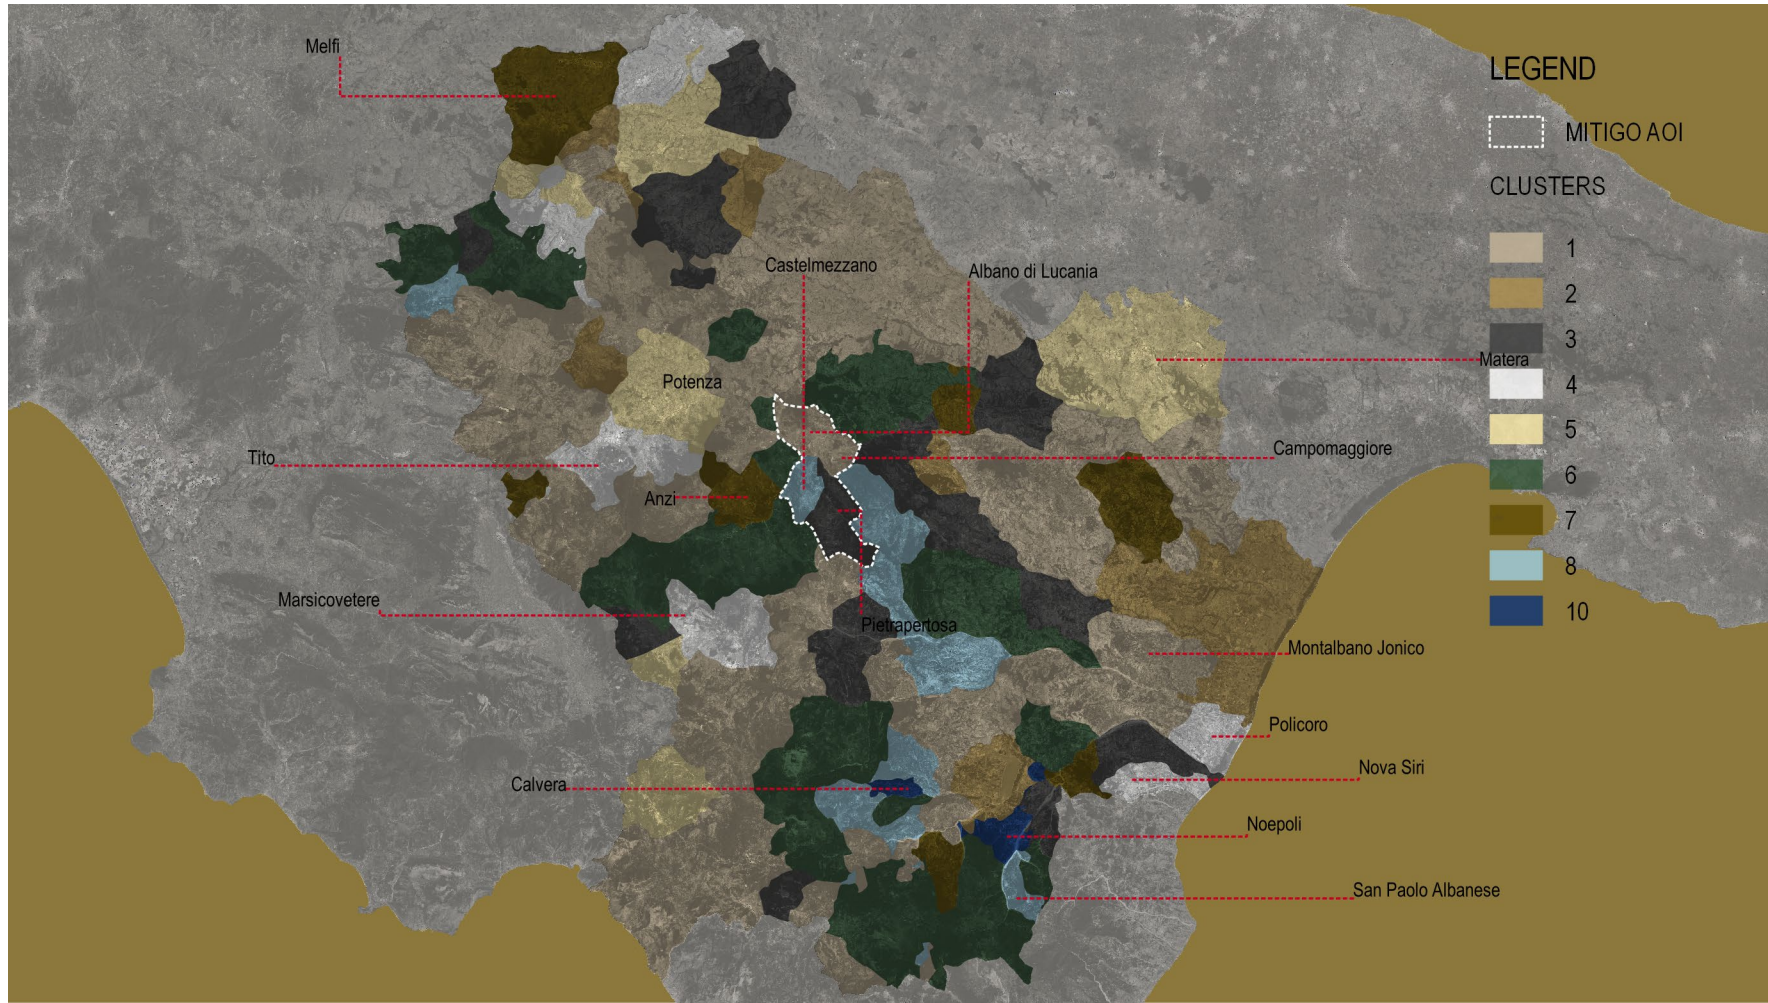 Melfi
LEGEND
MITIGO AOI
CLUSTERS
1
2
3
4
5
6
7
8
10
Castelmezzano
Albano di Lucania
Matera
Potenza
Campomaggiore
Tito
Anzi
Marsicovetere
Pietrapertosa
Montalbano Jonico
Policoro
Nova Siri
Calvera
Noepoli
San Paolo Albanese